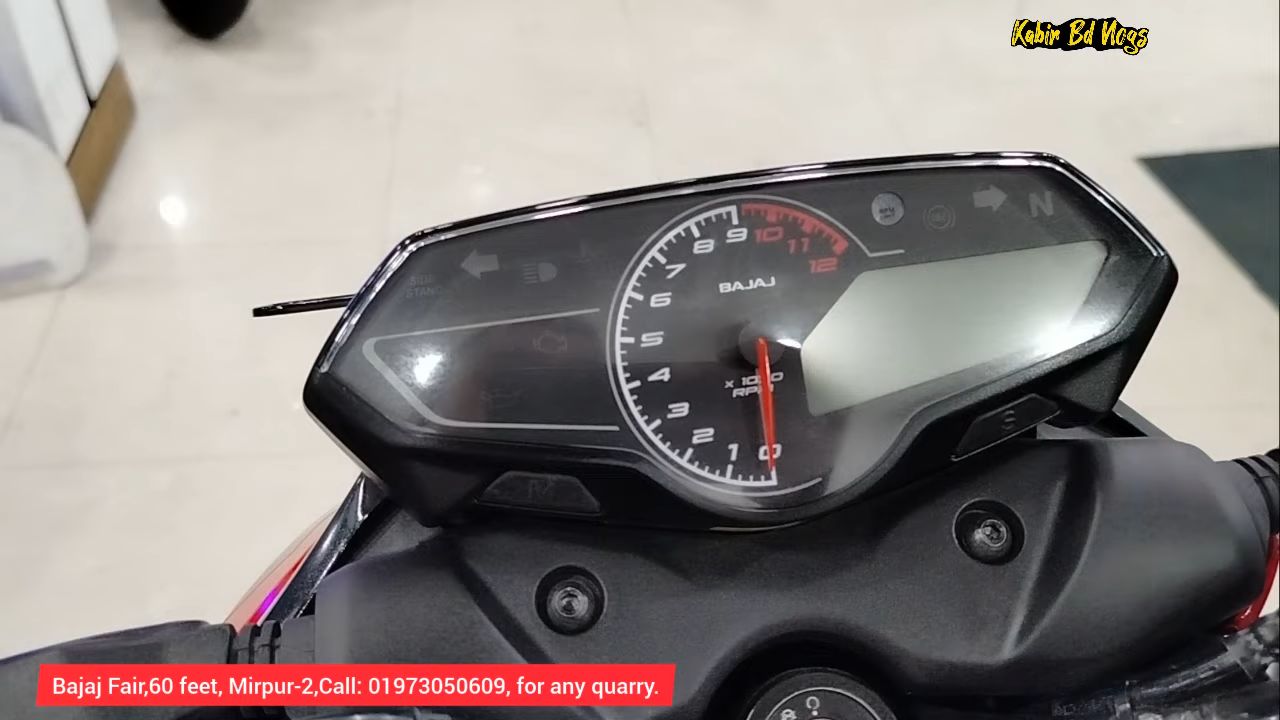 Kabir Bd Vlogs
N
SIDE
STAND
9
10
8
11
7
12
6
BAJAJ
5
4
x 1000
RPM
3
2
1
0
M
S
Bajaj Fair,60 feet, Mirpur-2,Call: 01973050609, for any quarry.